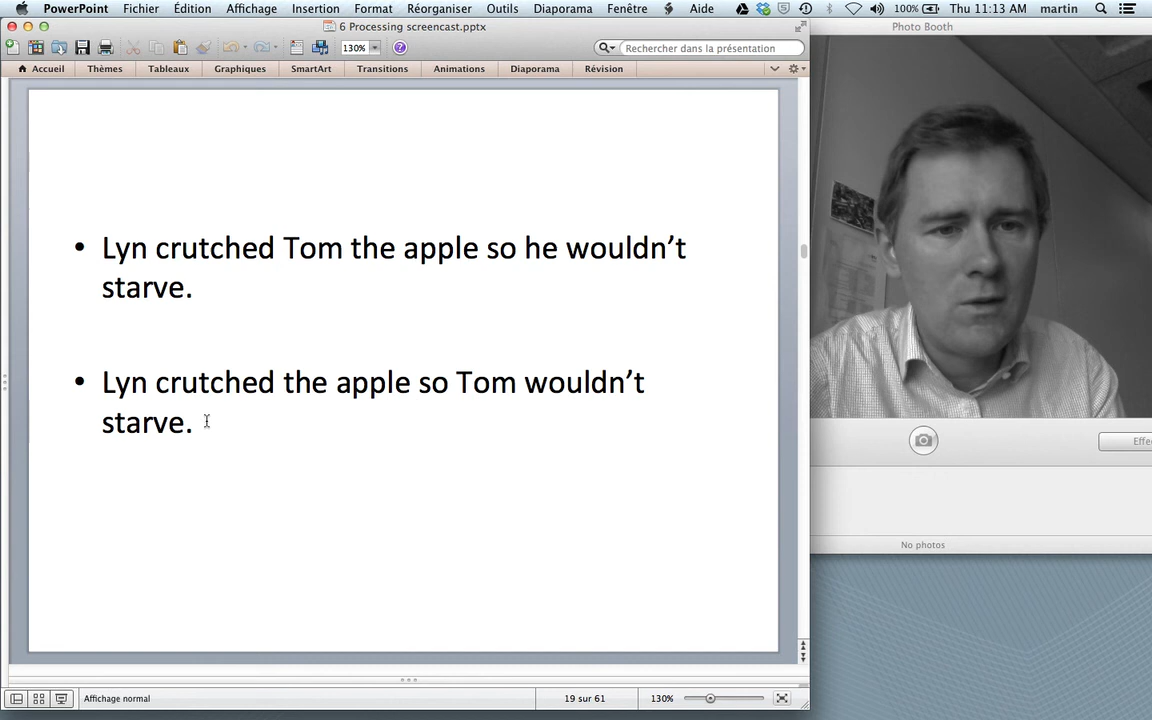 PowerPoint Fichier Édition Affichage Insertion Format Réorganiser Outils Diaporama Fenêtre Aide 100% Thu 11:13 AM martin
6 Processing screencast.pptx
Photo Booth
130% Rechercher dans la présentation
Accueil Thèmes Tableaux Graphiques SmartArt Transitions Animations Diaporama Révision
• Lyn crutched Tom the apple so he wouldn’t
starve.
• Lyn crutched the apple so Tom wouldn’t
starve.
Effe
No photos
Affichage normal 19 sur 61 130%